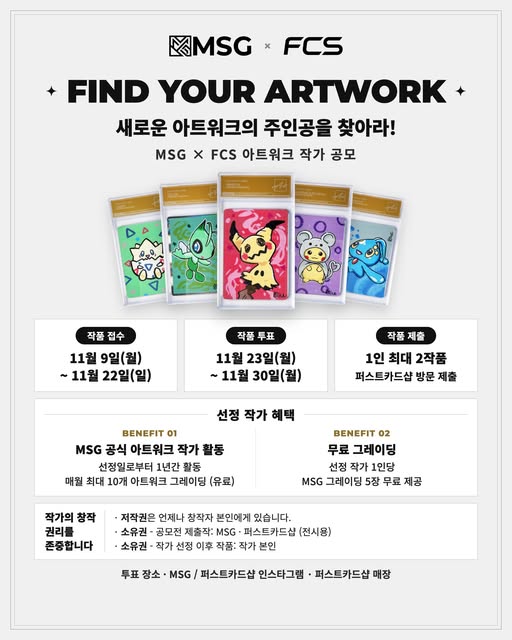 MSG × FCS
FIND YOUR ARTWORK
새로운 아트워크의 주인공을 찾아라!
MSG × FCS 아트워크 작가 공모
작품 접수
11월 9일(월)
~ 11월 22일(일)
작품 투표
11월 23일(월)
~ 11월 30일(월)
작품 제출
1인 최대 2작품
퍼스트카드샵 방문 제출
선정 작가 혜택
BENEFIT 01
MSG 공식 아트워크 작가 활동
선정일로부터 1년간 활동
매월 최대 10개 아트워크 그레이딩 (유료)
BENEFIT 02
무료 그레이딩
선정 작가 1인당
MSG 그레이딩 5장 무료 제공
작가의 창작
권리를
존중합니다
· 저작권은 언제나 창작자 본인에게 있습니다.
· 소유권 - 공모전 제출작: MSG · 퍼스트카드샵 (전시용)
· 소유권 - 작가 선정 이후 작품: 작가 본인
투표 장소 · MSG / 퍼스트카드샵 인스타그램 · 퍼스트카드샵 매장